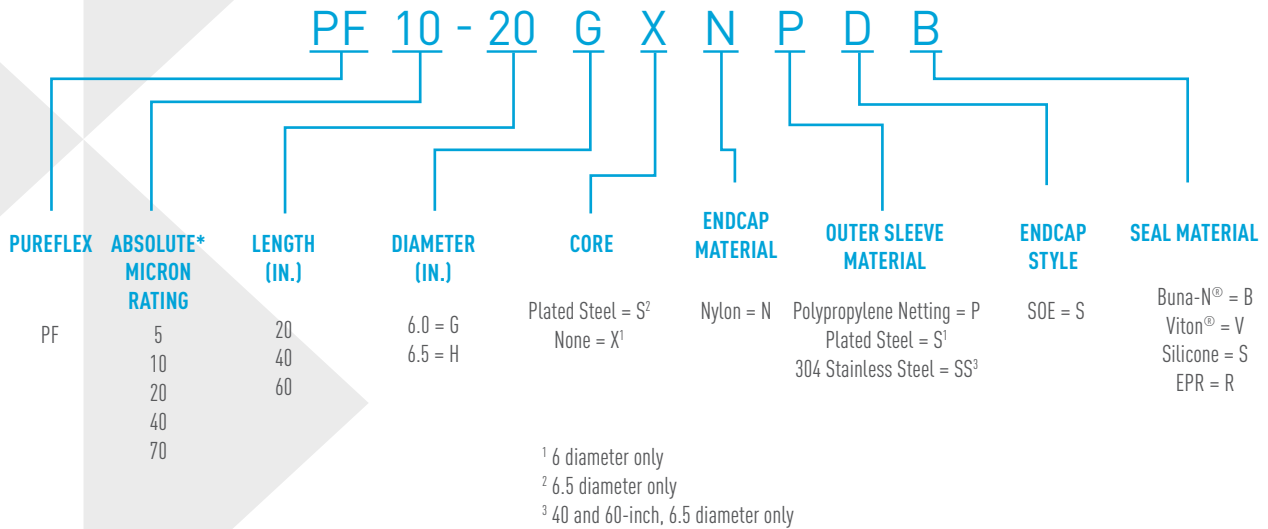 PF 10 - 20 G X N P D B
PUREFLEX
PF
ABSOLUTE*
MICRON
RATING
5
10
20
40
70
LENGTH
(IN.)
20
40
60
DIAMETER
(IN.)
6.0 = G
6.5 = H
CORE
Plated Steel = S²
None = X¹
ENDCAP
MATERIAL
Nylon = N
OUTER SLEEVE
MATERIAL
Polypropylene Netting = P
Plated Steel = S¹
304 Stainless Steel = SS³
ENDCAP
STYLE
SOE = S
SEAL MATERIAL
Buna-N® = B
Viton® = V
Silicone = S
EPR = R
¹ 6 diameter only
² 6.5 diameter only
³ 40 and 60-inch, 6.5 diameter only